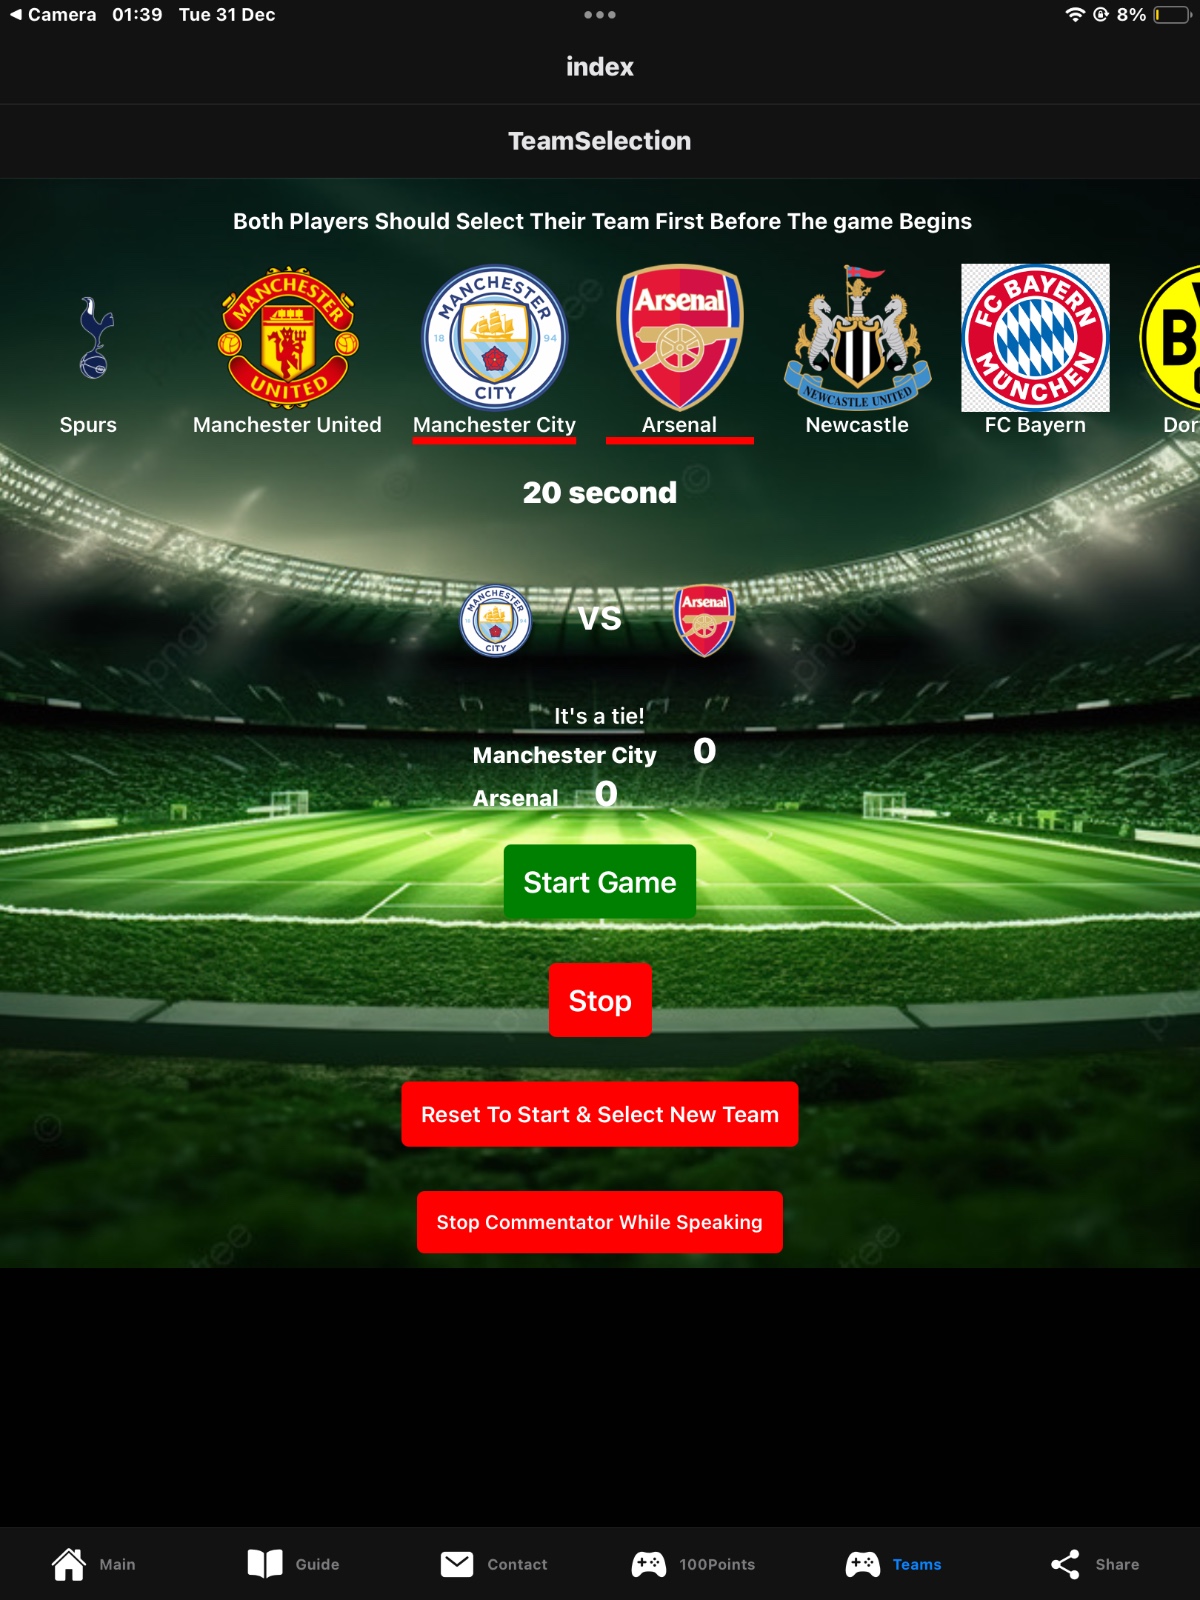 Camera 01:39 Tue 31 Dec 8%
index
TeamSelection
Both Players Should Select Their Team First Before The game Begins
MANCHESTER UNITED
MANCHESTER 18 94 CITY
Arsenal
NEWCASTLE UNITED
FC BAYERN MÜNCHEN
Spurs Manchester United Manchester City Arsenal Newcastle FC Bayern
20 second
MANCHESTER CITY VS Arsenal
It's a tie!
Manchester City 0
Arsenal 0
Start Game
Stop
Reset To Start & Select New Team
Stop Commentator While Speaking
Main Guide Contact 100Points Teams Share